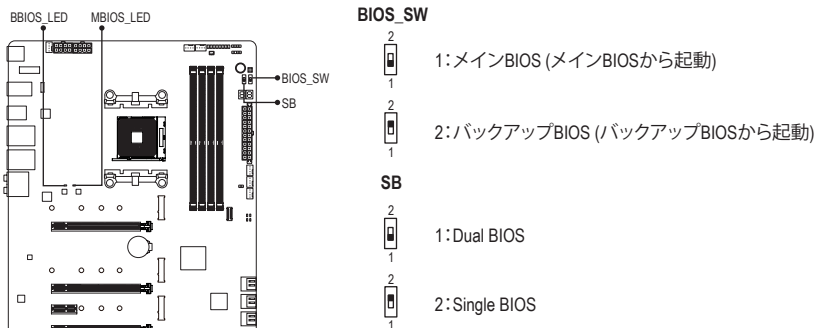 BBIOS_LED MBIOS_LED
BIOS_SW
SB
BIOS_SW
2
1
1:メインBIOS (メインBIOSから起動)
2
1
2:バックアップBIOS (バックアップBIOSから起動)
SB
2
1
1:Dual BIOS
2
1
2:Single BIOS